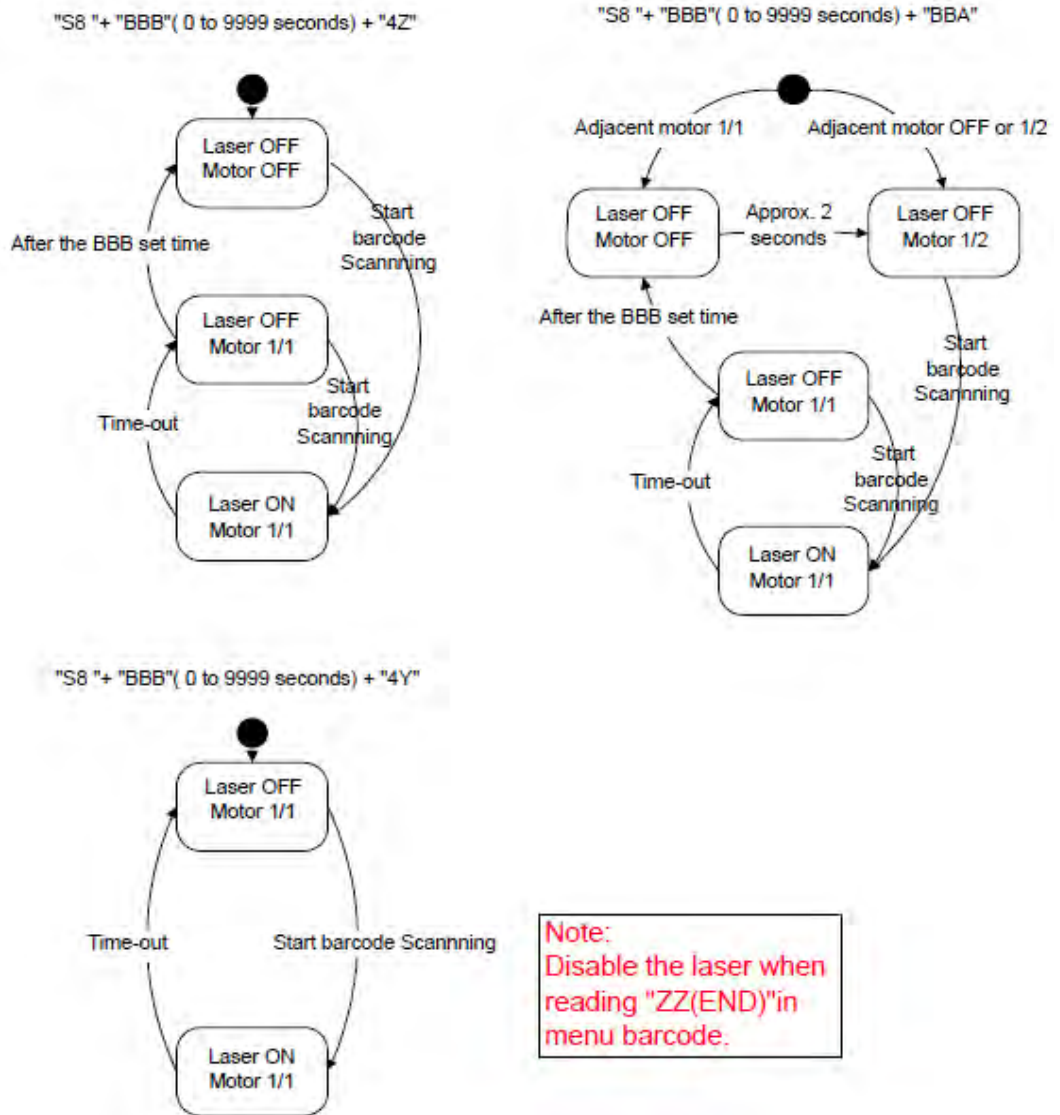 "S8 "+ "BBB"( 0 to 9999 seconds) + "4Z"
Laser OFF
Motor OFF
Start
barcode
Scannning
After the BBB set time
Laser OFF
Motor 1/1
Start
barcode
Scannning
Time-out
Laser ON
Motor 1/1
"S8 "+ "BBB"( 0 to 9999 seconds) + "BBA"
Adjacent motor 1/1
Adjacent motor OFF or 1/2
Laser OFF
Motor OFF
Approx. 2
seconds
Laser OFF
Motor 1/2
After the BBB set time
Start
barcode
Scannning
Laser OFF
Motor 1/1
Start
barcode
Scannning
Time-out
Laser ON
Motor 1/1
"S8 "+ "BBB"( 0 to 9999 seconds) + "4Y"
Laser OFF
Motor 1/1
Time-out
Start barcode Scannning
Laser ON
Motor 1/1
Note:
Disable the laser when
reading "ZZ(END)"in
menu barcode.